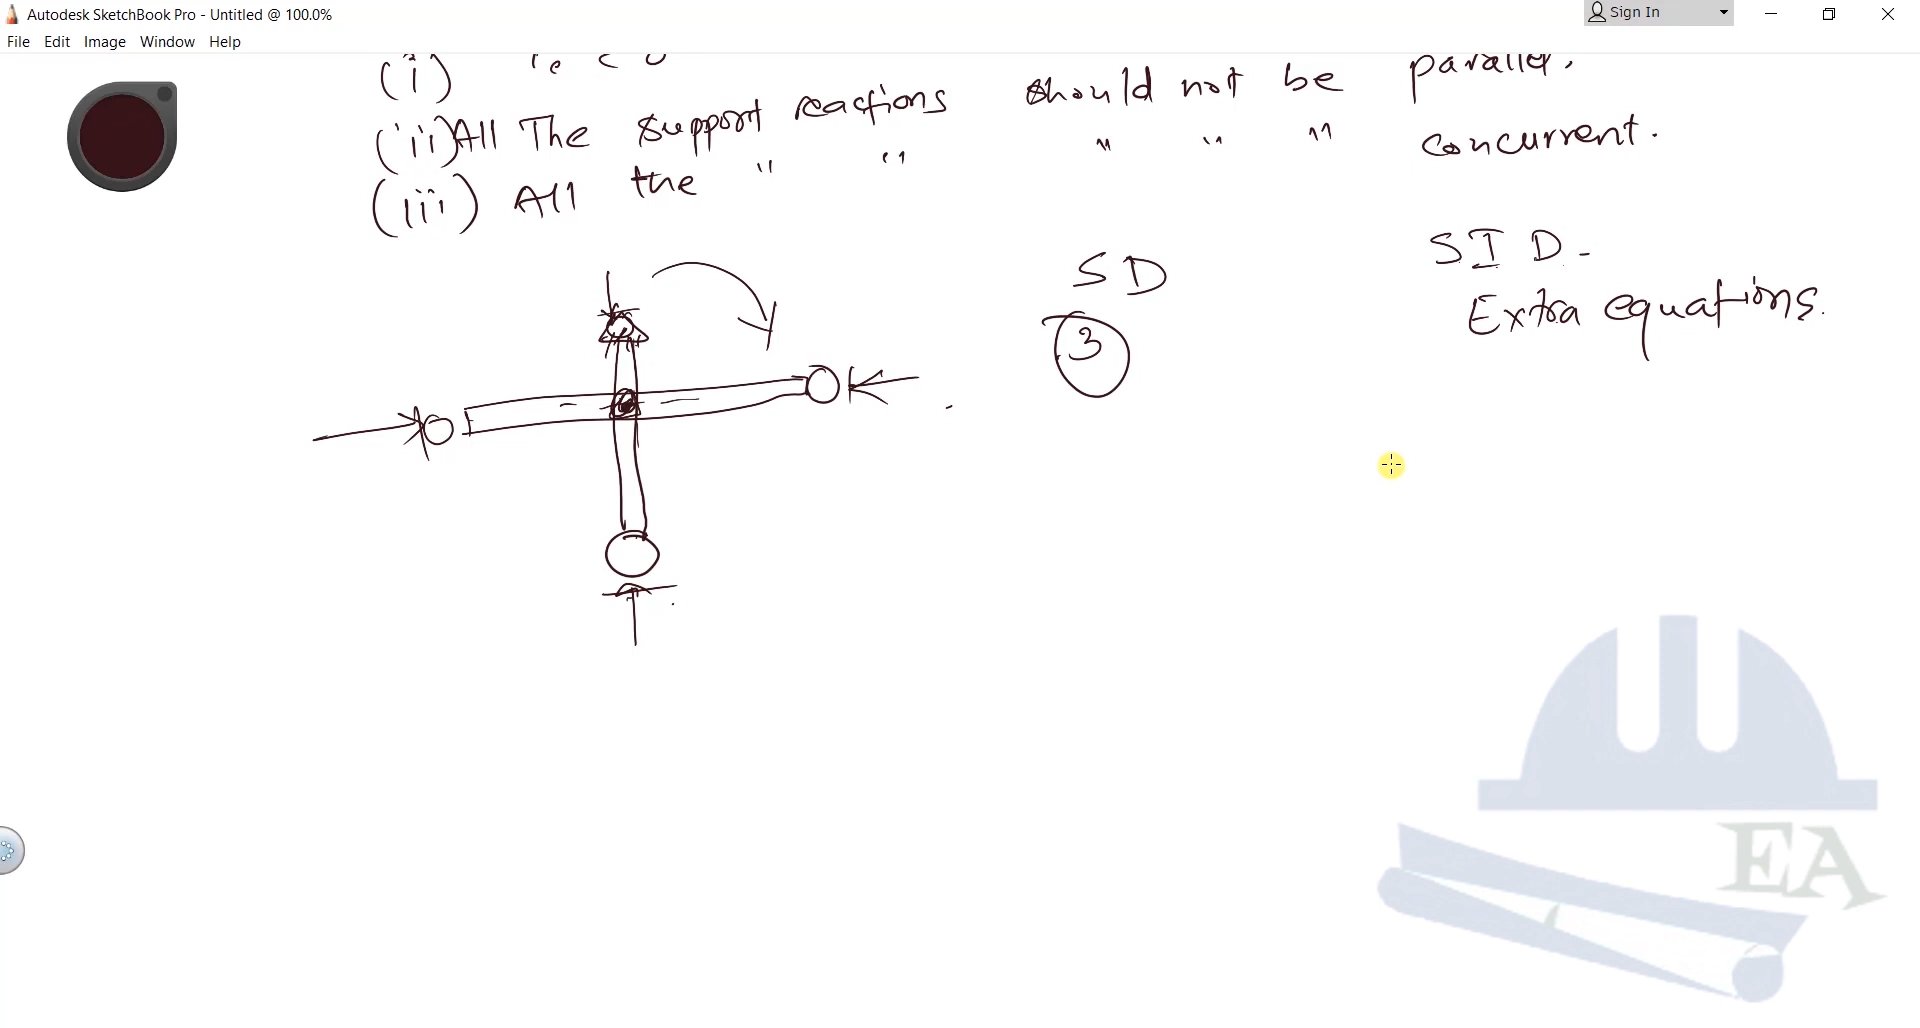 Autodesk SketchBook Pro - Untitled @ 100.0%
Sign In
File Edit Image Window Help
(i)
(ii) All The support reactions should not be parallel.
(iii) All the " " " " " concurrent.
SD
3
SID -
Extra equations.
EA